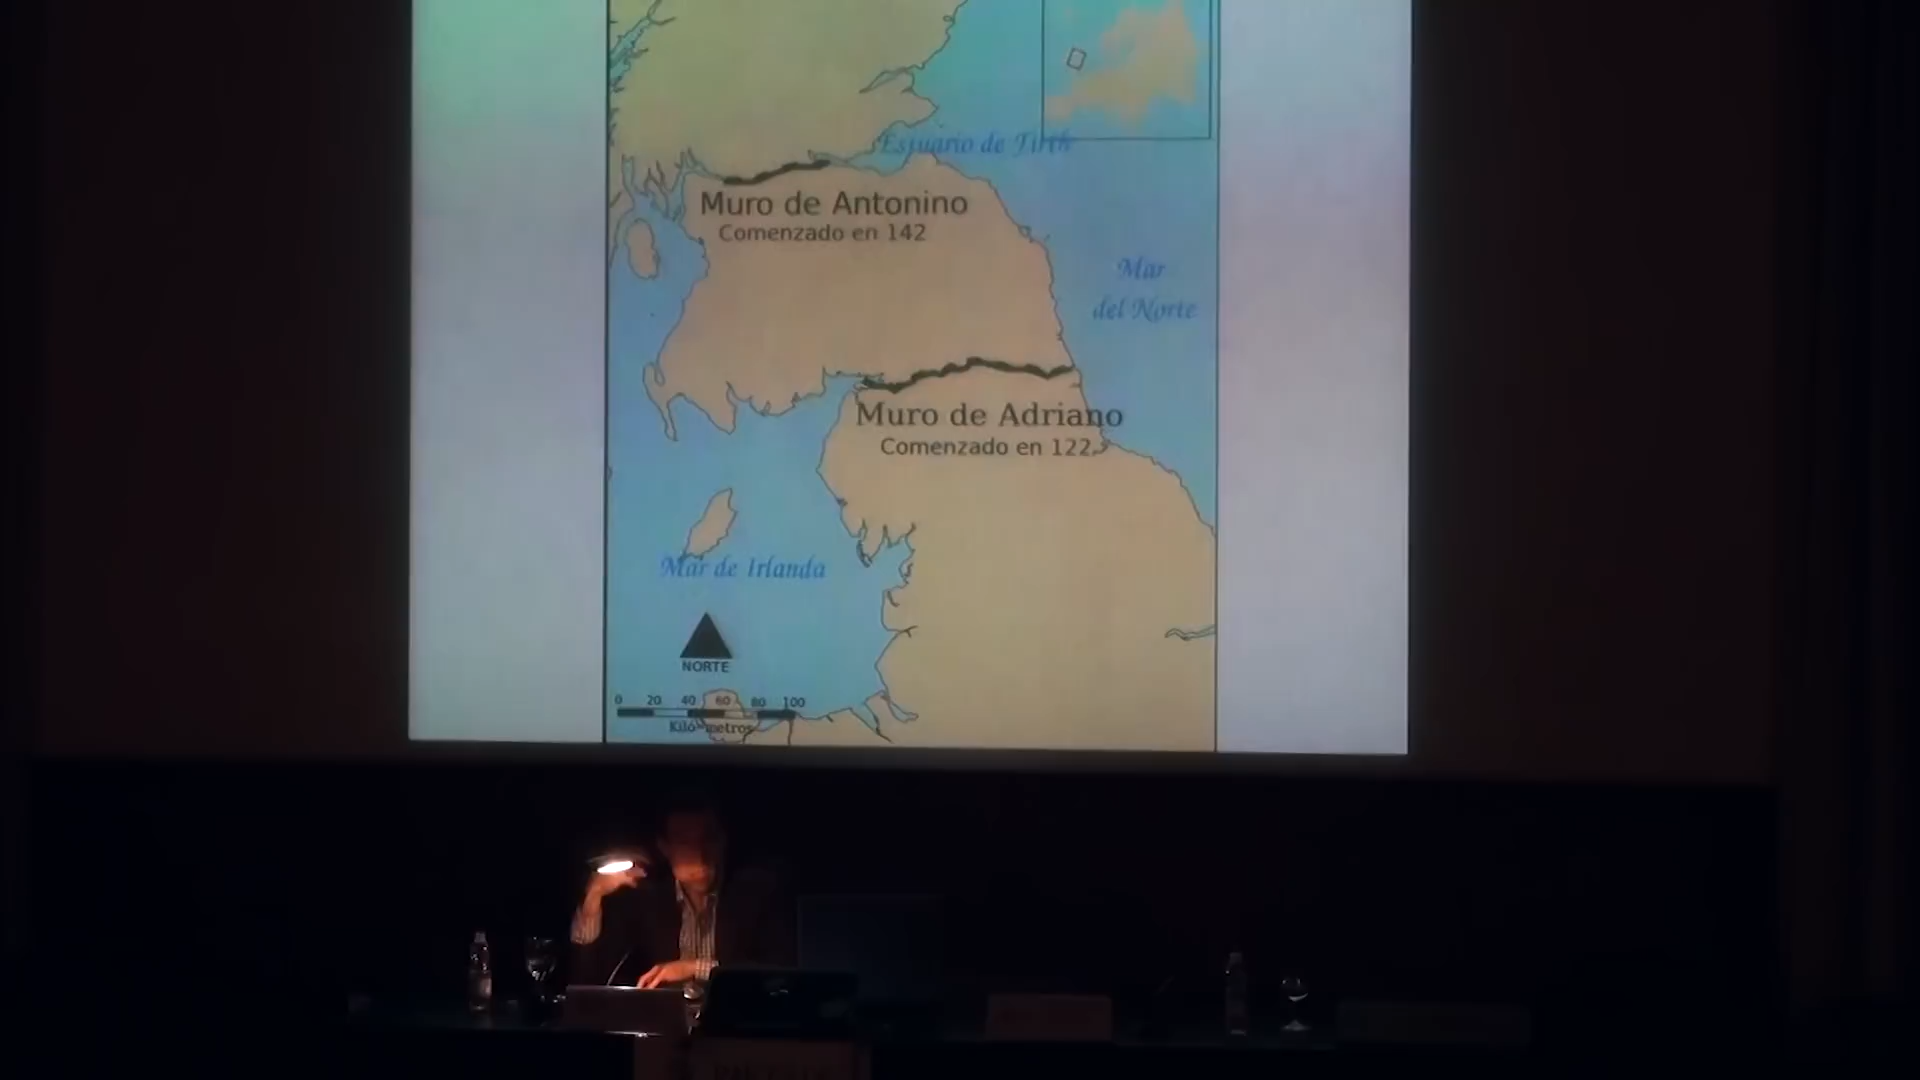 Estuario de Firth
Muro de Antonino
Comenzado en 142
Mar
del Norte
Muro de Adriano
Comenzado en 122
Mar de Irlanda
NORTE
0 20 40 60 80 100
Kilómetros